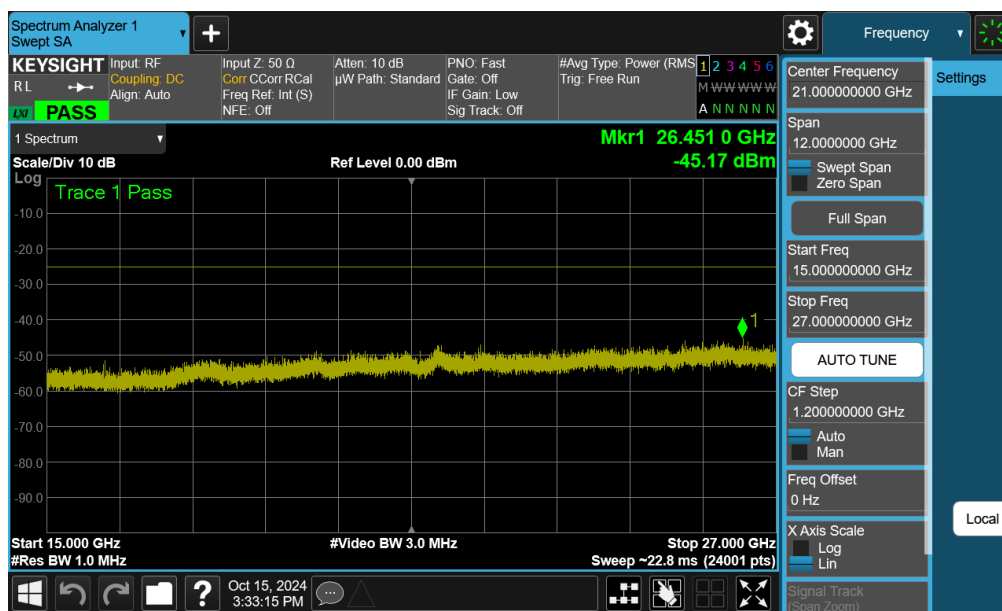 Spectrum Analyzer 1
Swept SA
+
Frequency
KEYSIGHT
RL
LXI
PASS
Input: RF
Coupling: DC
Align: Auto
Input Z: 50 Ω
Corr CCorr RCal
Freq Ref: Int (S)
NFE: Off
Atten: 10 dB
µW Path: Standard
PNO: Fast
Gate: Off
IF Gain: Low
Sig Track: Off
#Avg Type: Power (RMS
Trig: Free Run
1 2 3 4 5 6
M W W W W W
A N N N N N
1 Spectrum
Scale/Div 10 dB
Ref Level 0.00 dBm
Mkr1 26.451 0 GHz
-45.17 dBm
Log
Trace 1 Pass
-10.0
-20.0
-30.0
-40.0
-50.0
-60.0
-70.0
-80.0
-90.0
1
Start 15.000 GHz
#Res BW 1.0 MHz
#Video BW 3.0 MHz
Stop 27.000 GHz
Sweep ~22.8 ms (24001 pts)
Center Frequency
21.000000000 GHz
Span
12.0000000 GHz
Swept Span
Zero Span
Full Span
Start Freq
15.000000000 GHz
Stop Freq
27.000000000 GHz
AUTO TUNE
CF Step
1.200000000 GHz
Auto
Man
Freq Offset
0 Hz
X Axis Scale
Log
Lin
Signal Track
(Span Zoom)
Settings
Local
?
Oct 15, 2024
3:33:15 PM